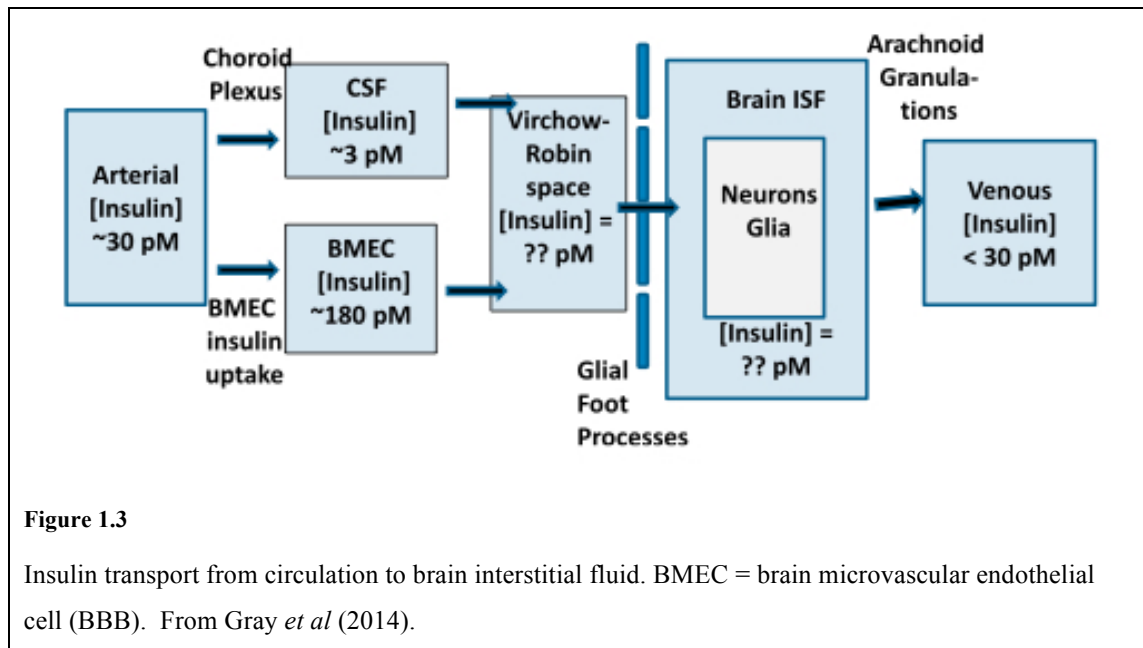 Choroid
Plexus
Arterial
[Insulin]
~30 pM
CSF
[Insulin]
~3 pM
BMEC
insulin
uptake
BMEC
[Insulin]
~180 pM
Virchow-
Robin
space
[Insulin] =
?? pM
Glial
Foot
Processes
Brain ISF
Neurons
Glia
[Insulin] =
?? pM
Arachnoid
Granula-
tions
Venous
[Insulin]
< 30 pM
Figure 1.3
Insulin transport from circulation to brain interstitial fluid. BMEC = brain microvascular endothelial
cell (BBB).  From Gray et al (2014).